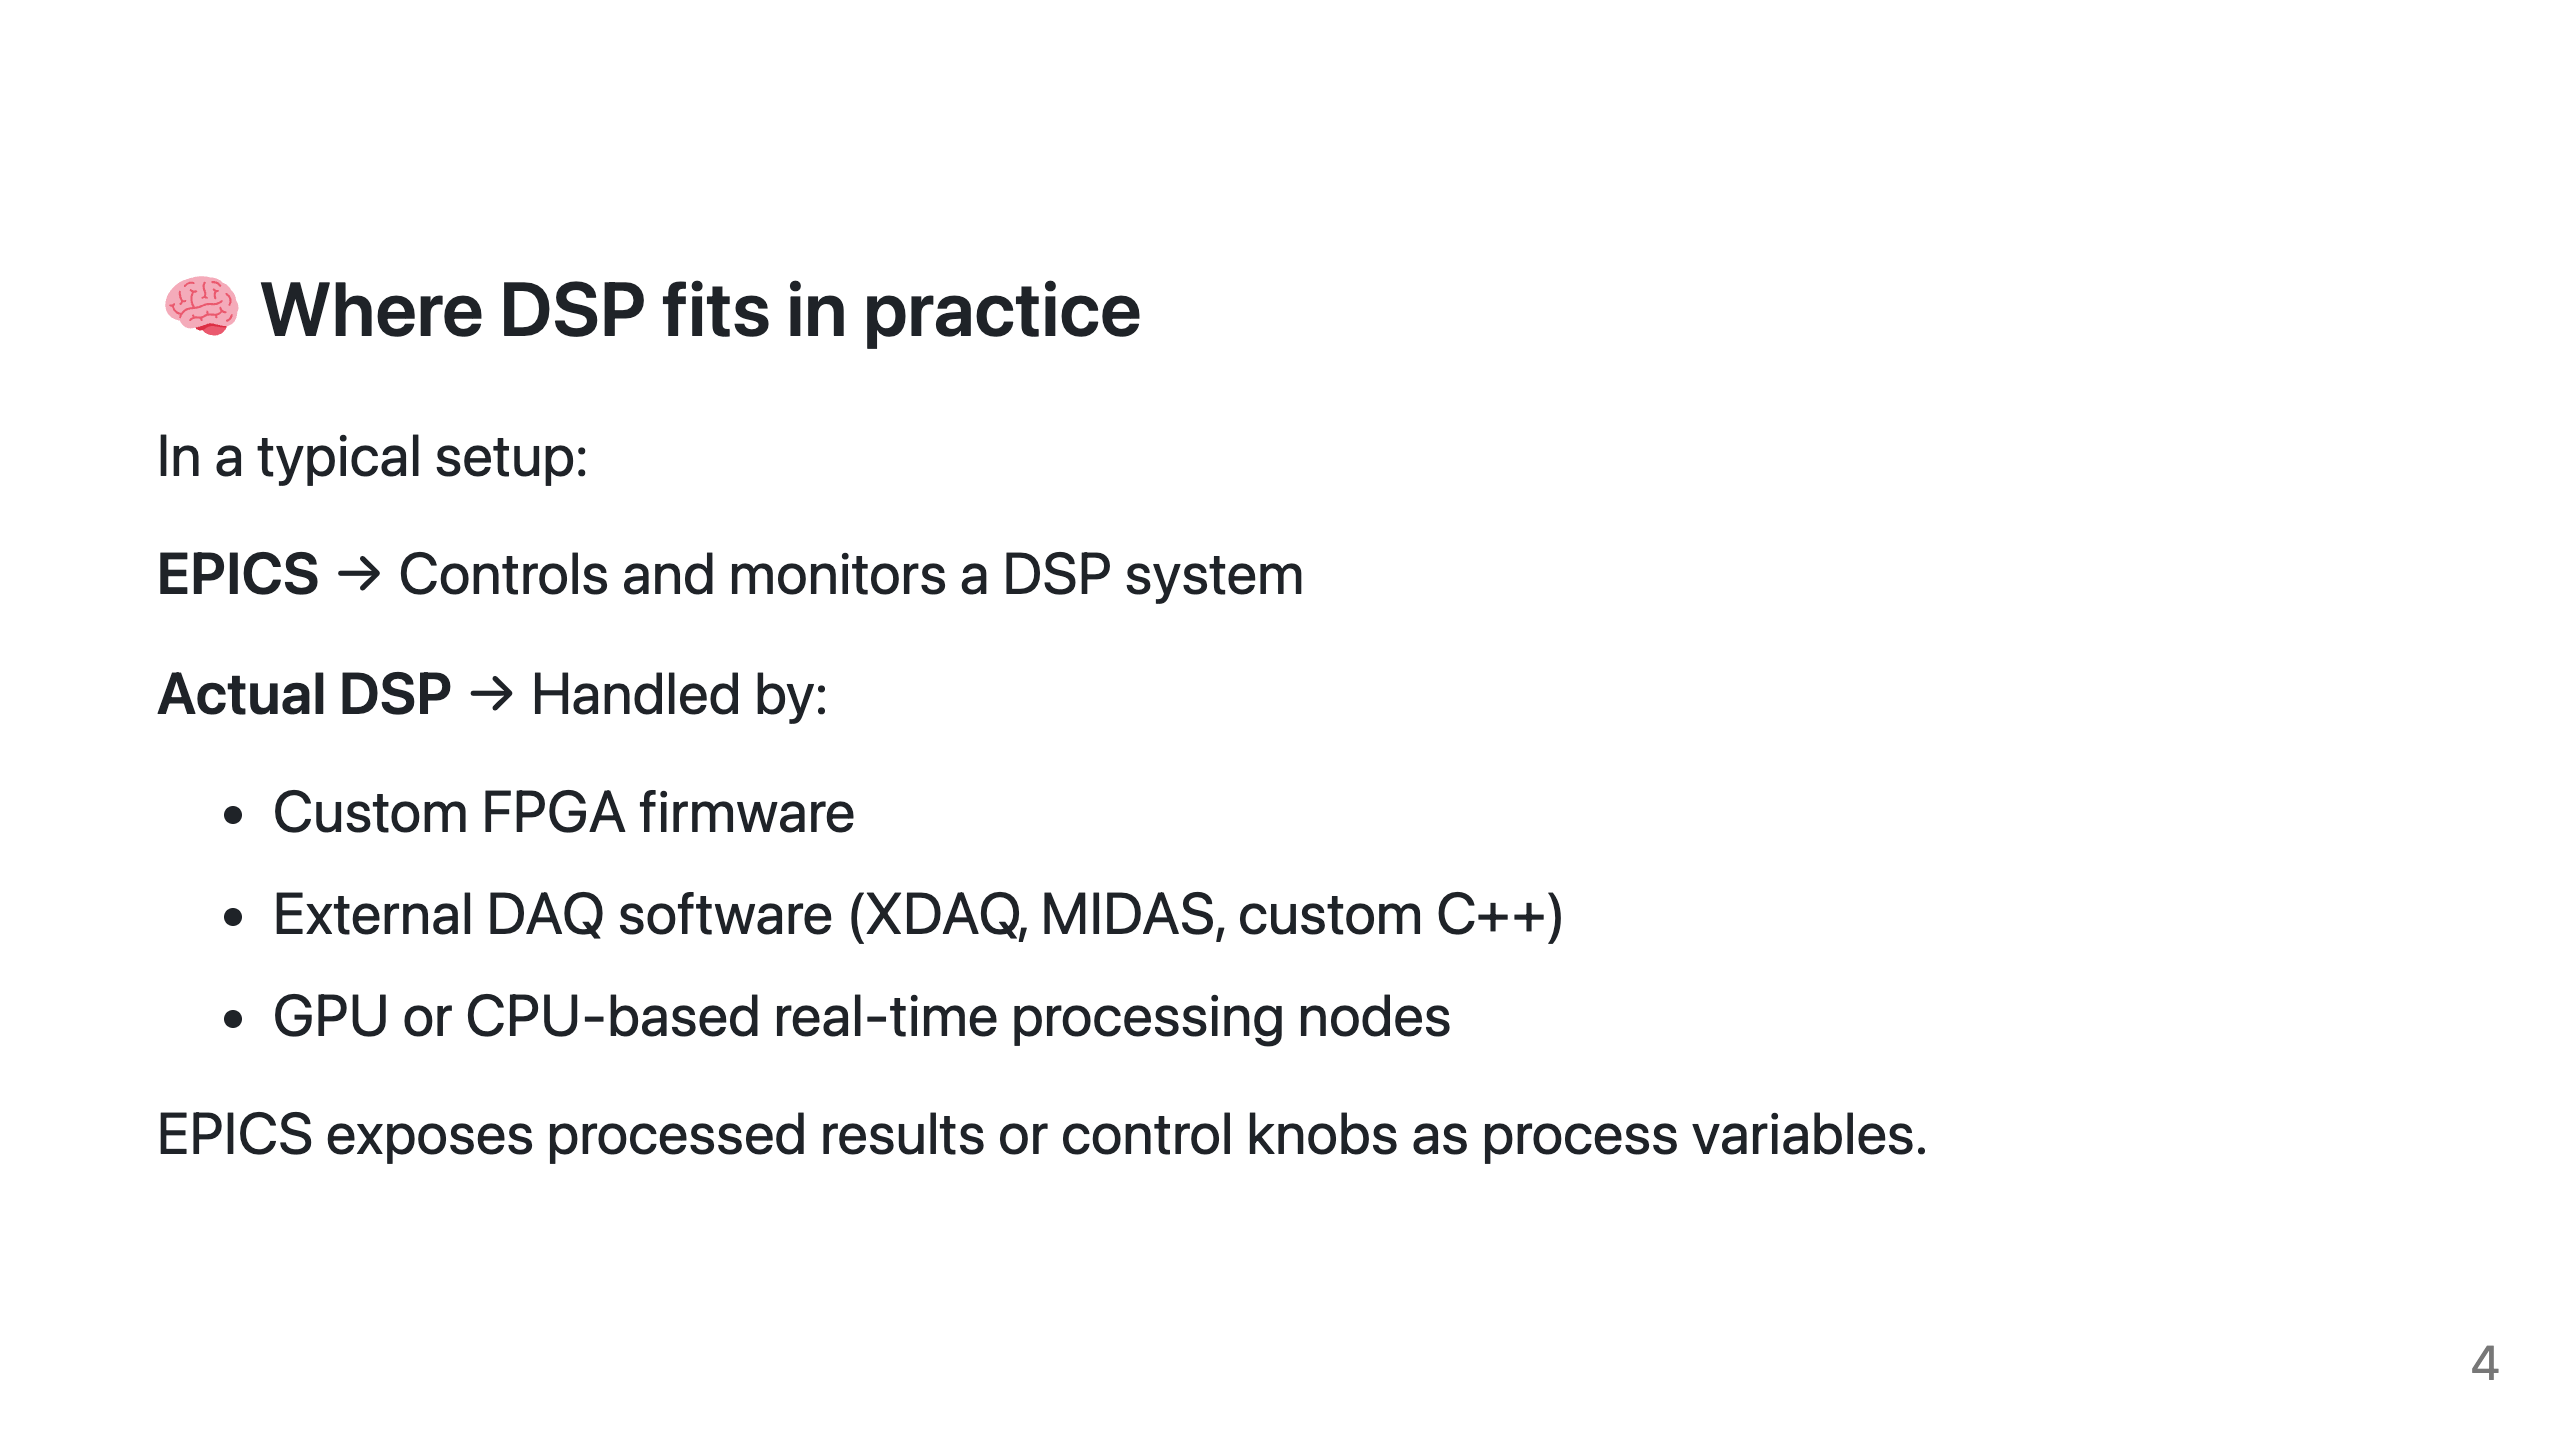 🧠 Where DSP fits in practice
In a typical setup:
EPICS → Controls and monitors a DSP system
Actual DSP → Handled by:
• Custom FPGA firmware
• External DAQ software (XDAQ, MIDAS, custom C++)
• GPU or CPU-based real-time processing nodes
EPICS exposes processed results or control knobs as process variables.
4